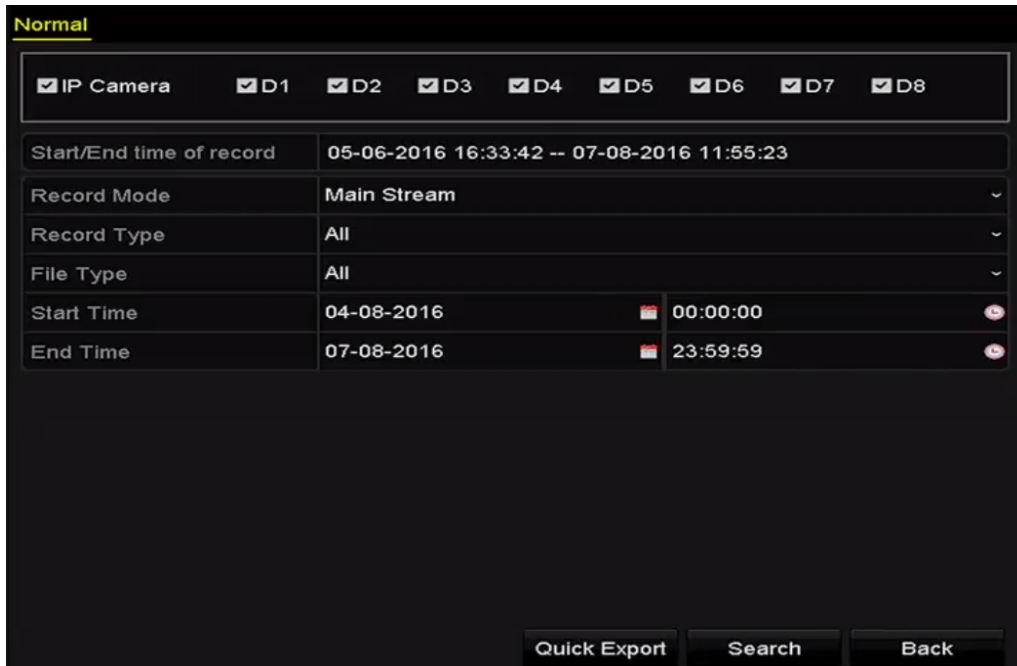 Normal
IP Camera D1 D2 D3 D4 D5 D6 D7 D8
Start/End time of record 05-06-2016 16:33:42 -- 07-08-2016 11:55:23
Record Mode Main Stream
Record Type All
File Type All
Start Time 04-08-2016 00:00:00
End Time 07-08-2016 23:59:59
Quick Export Search Back